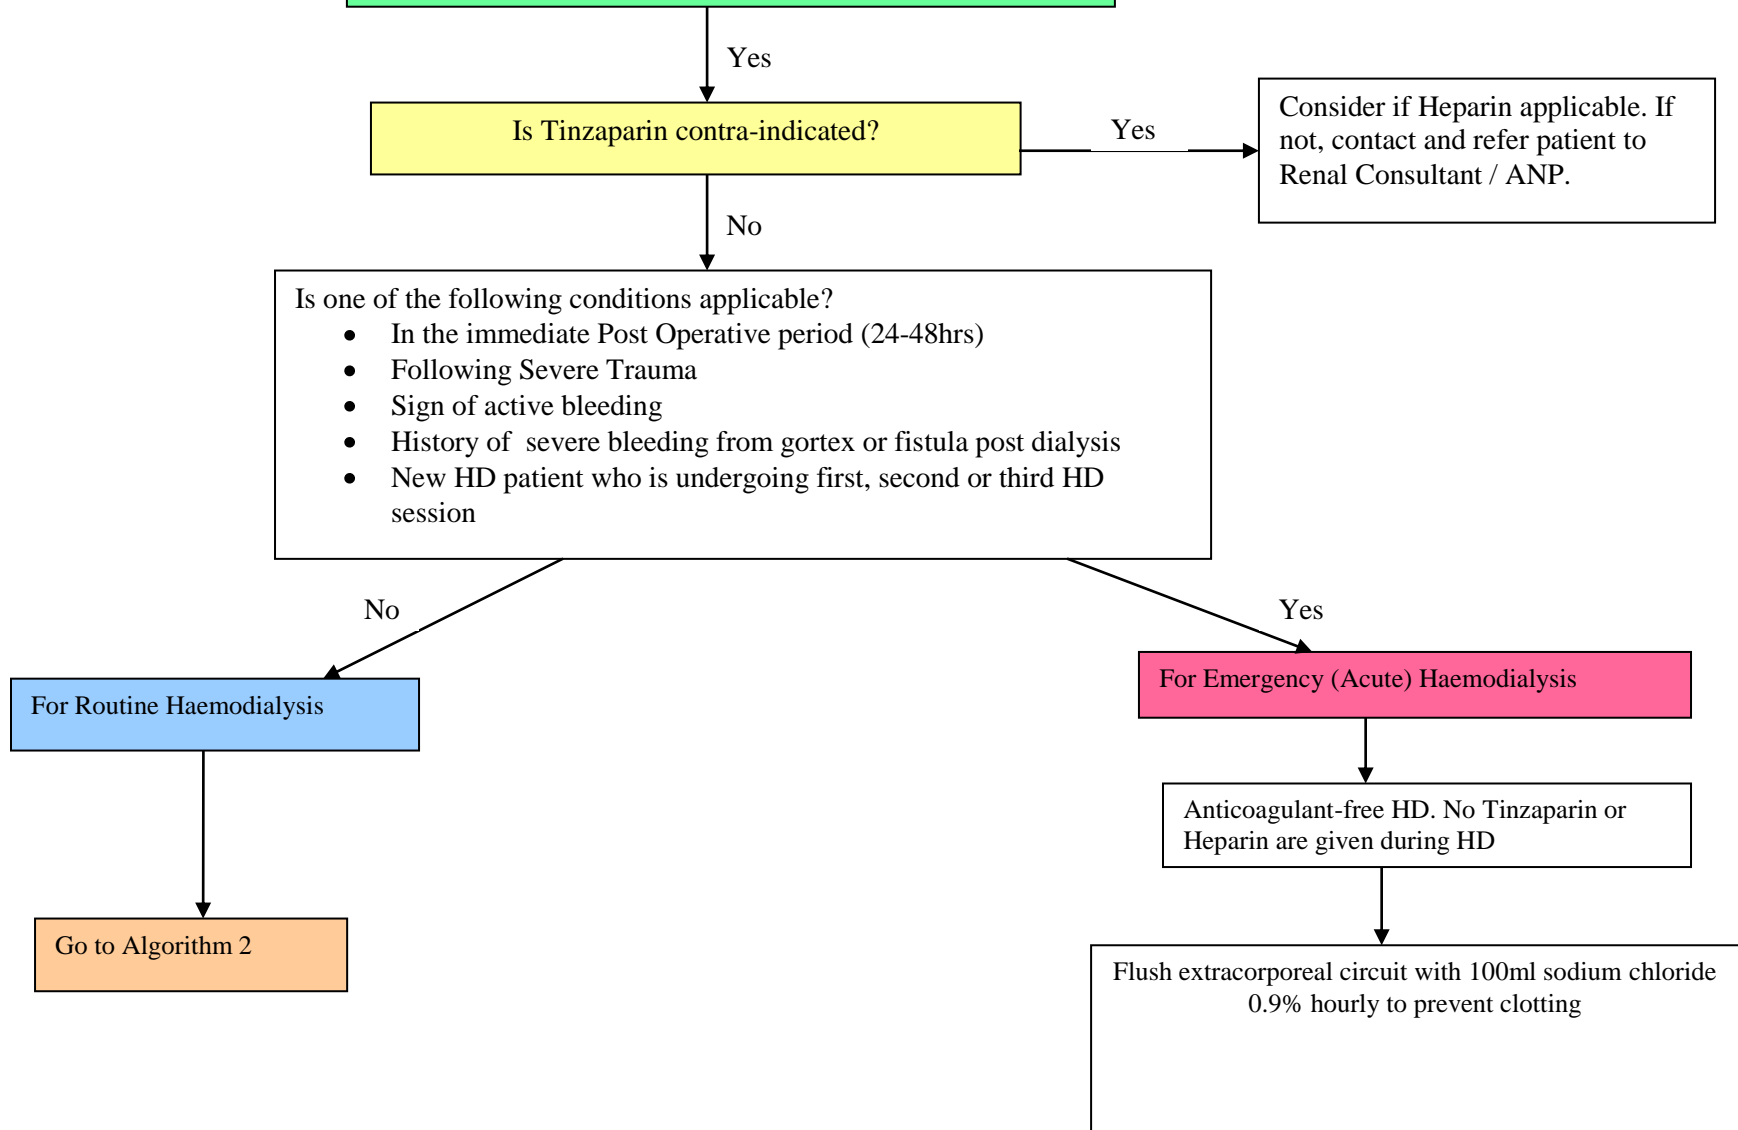 Yes
Is Tinzaparin contra-indicated?
Yes
Consider if Heparin applicable. If
not, contact and refer patient to
Renal Consultant / ANP.
No
Is one of the following conditions applicable?
• In the immediate Post Operative period (24-48hrs)
• Following Severe Trauma
• Sign of active bleeding
• History of  severe bleeding from gortex or fistula post dialysis
• New HD patient who is undergoing first, second or third HD
session
No
Yes
For Routine Haemodialysis
For Emergency (Acute) Haemodialysis
Anticoagulant-free HD. No Tinzaparin or
Heparin are given during HD
Go to Algorithm 2
Flush extracorporeal circuit with 100ml sodium chloride
0.9% hourly to prevent clotting